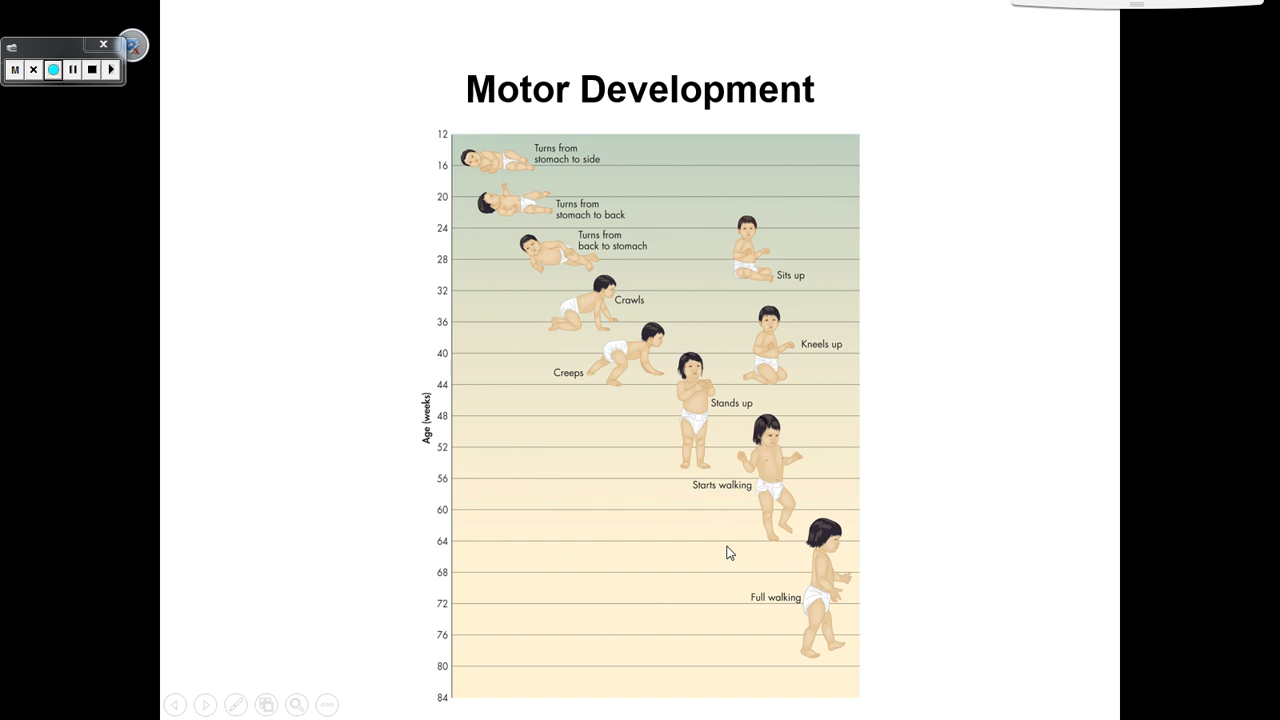 M
Motor Development
12
Turns from
stomach to side
16
20
Turns from
stomach to back
24
Turns from
back to stomach
28
Sits up
32
Crawls
36
Kneels up
40
Creeps
44
Stands up
48
Age (weeks)
52
56
Starts walking
60
64
68
Full walking
72
76
80
84